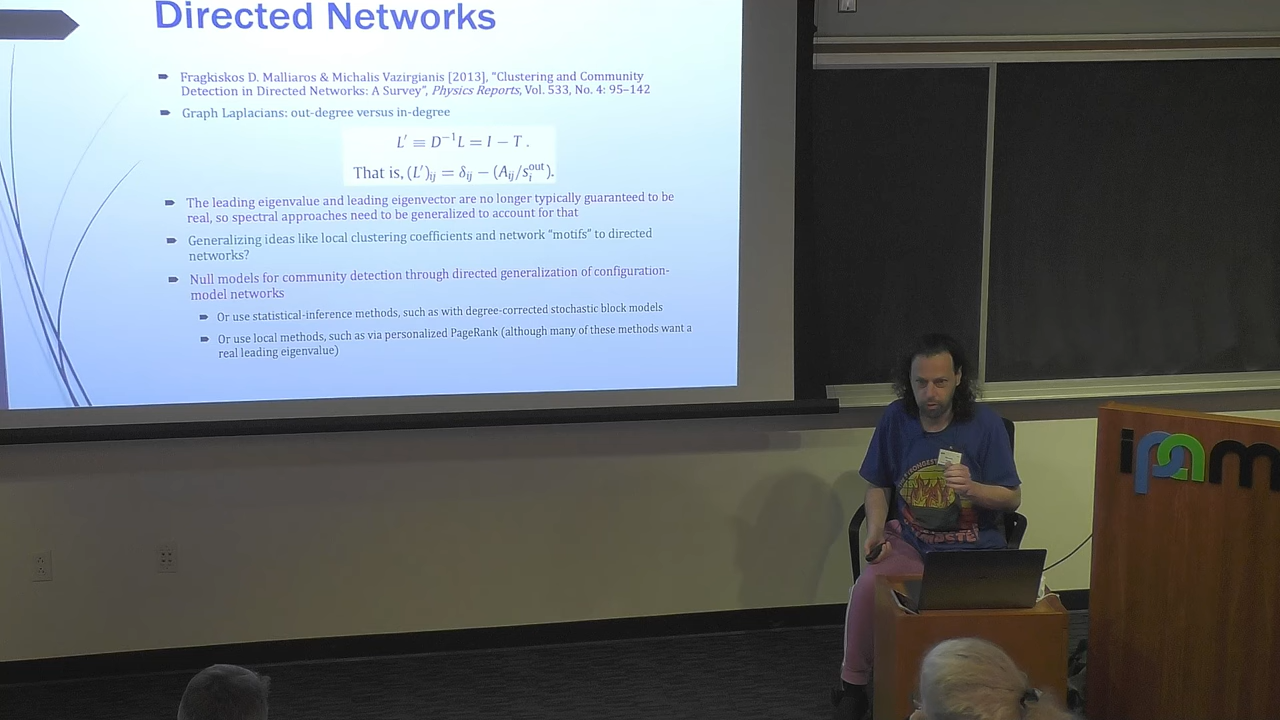 Directed Networks
Fragkiskos D. Malliaros & Michalis Vazirgianis [2013], "Clustering and Community
Detection in Directed Networks: A Survey", Physics Reports, Vol. 533, No. 4: 95–142
Graph Laplacians: out-degree versus in-degree
L′ ≡ D⁻¹L = I − T .
That is, (L′)ij = δij − (Aij/siout).
The leading eigenvalue and leading eigenvector are no longer typically guaranteed to be
real, so spectral approaches need to be generalized to account for that
Generalizing ideas like local clustering coefficients and network "motifs" to directed
networks?
Null models for community detection through directed generalization of configuration-
model networks
Or use statistical-inference methods, such as with degree-corrected stochastic block models
Or use local methods, such as via personalized PageRank (although many of these methods want a
real leading eigenvalue)
ipam